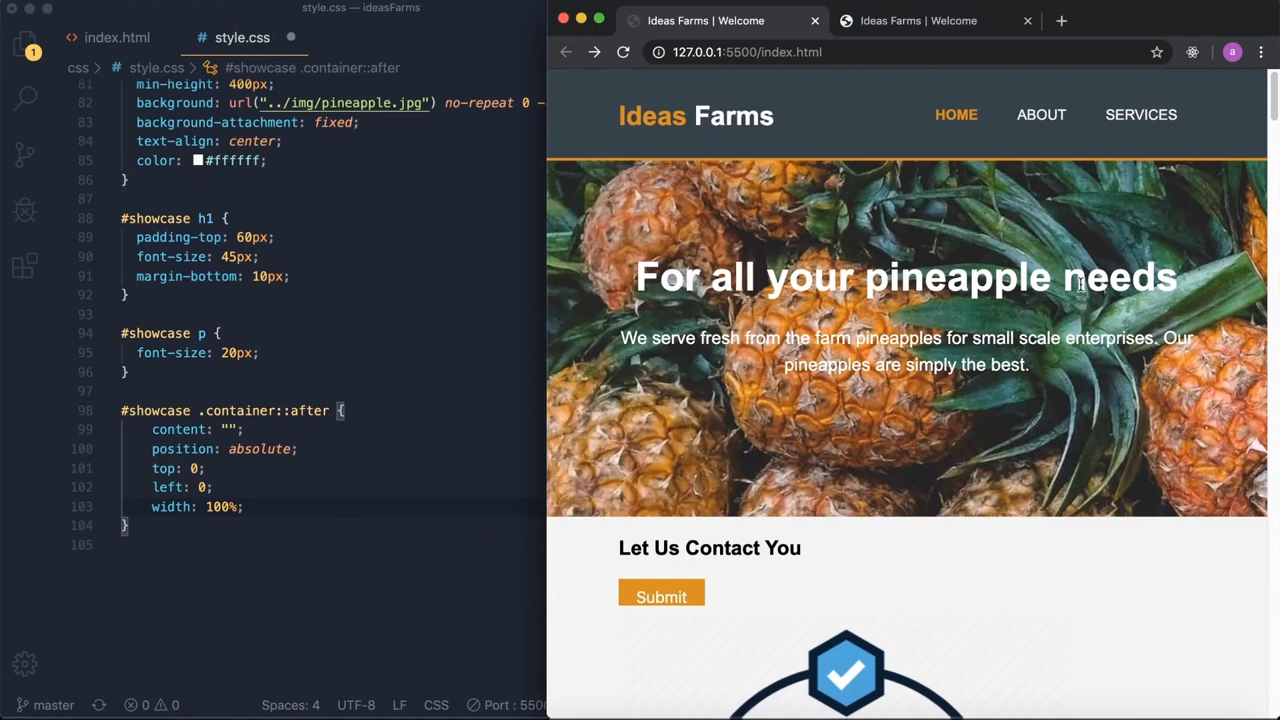 style.css — ideasFarms
1
index.html
style.css
css > # style.css > #showcase .container::after
81 min-height: 400px;
82 background: url("../img/pineapple.jpg") no-repeat 0 -
83 background-attachment: fixed;
84 text-align: center;
85 color: #ffffff;
86 }
87
88 #showcase h1 {
89 padding-top: 60px;
90 font-size: 45px;
91 margin-bottom: 10px;
92 }
93
94 #showcase p {
95 font-size: 20px;
96 }
97
98 #showcase .container::after {
99 content: "";
100 position: absolute;
101 top: 0;
102 left: 0;
103 width: 100%;
104 }
105
master 0 0 Spaces: 4 UTF-8 LF CSS Port : 5500
Ideas Farms | Welcome
Ideas Farms | Welcome
127.0.0.1:5500/index.html
a
Ideas Farms
HOME ABOUT SERVICES
For all your pineapple needs
We serve fresh from the farm pineapples for small scale enterprises. Our
pineapples are simply the best.
Let Us Contact You
Submit